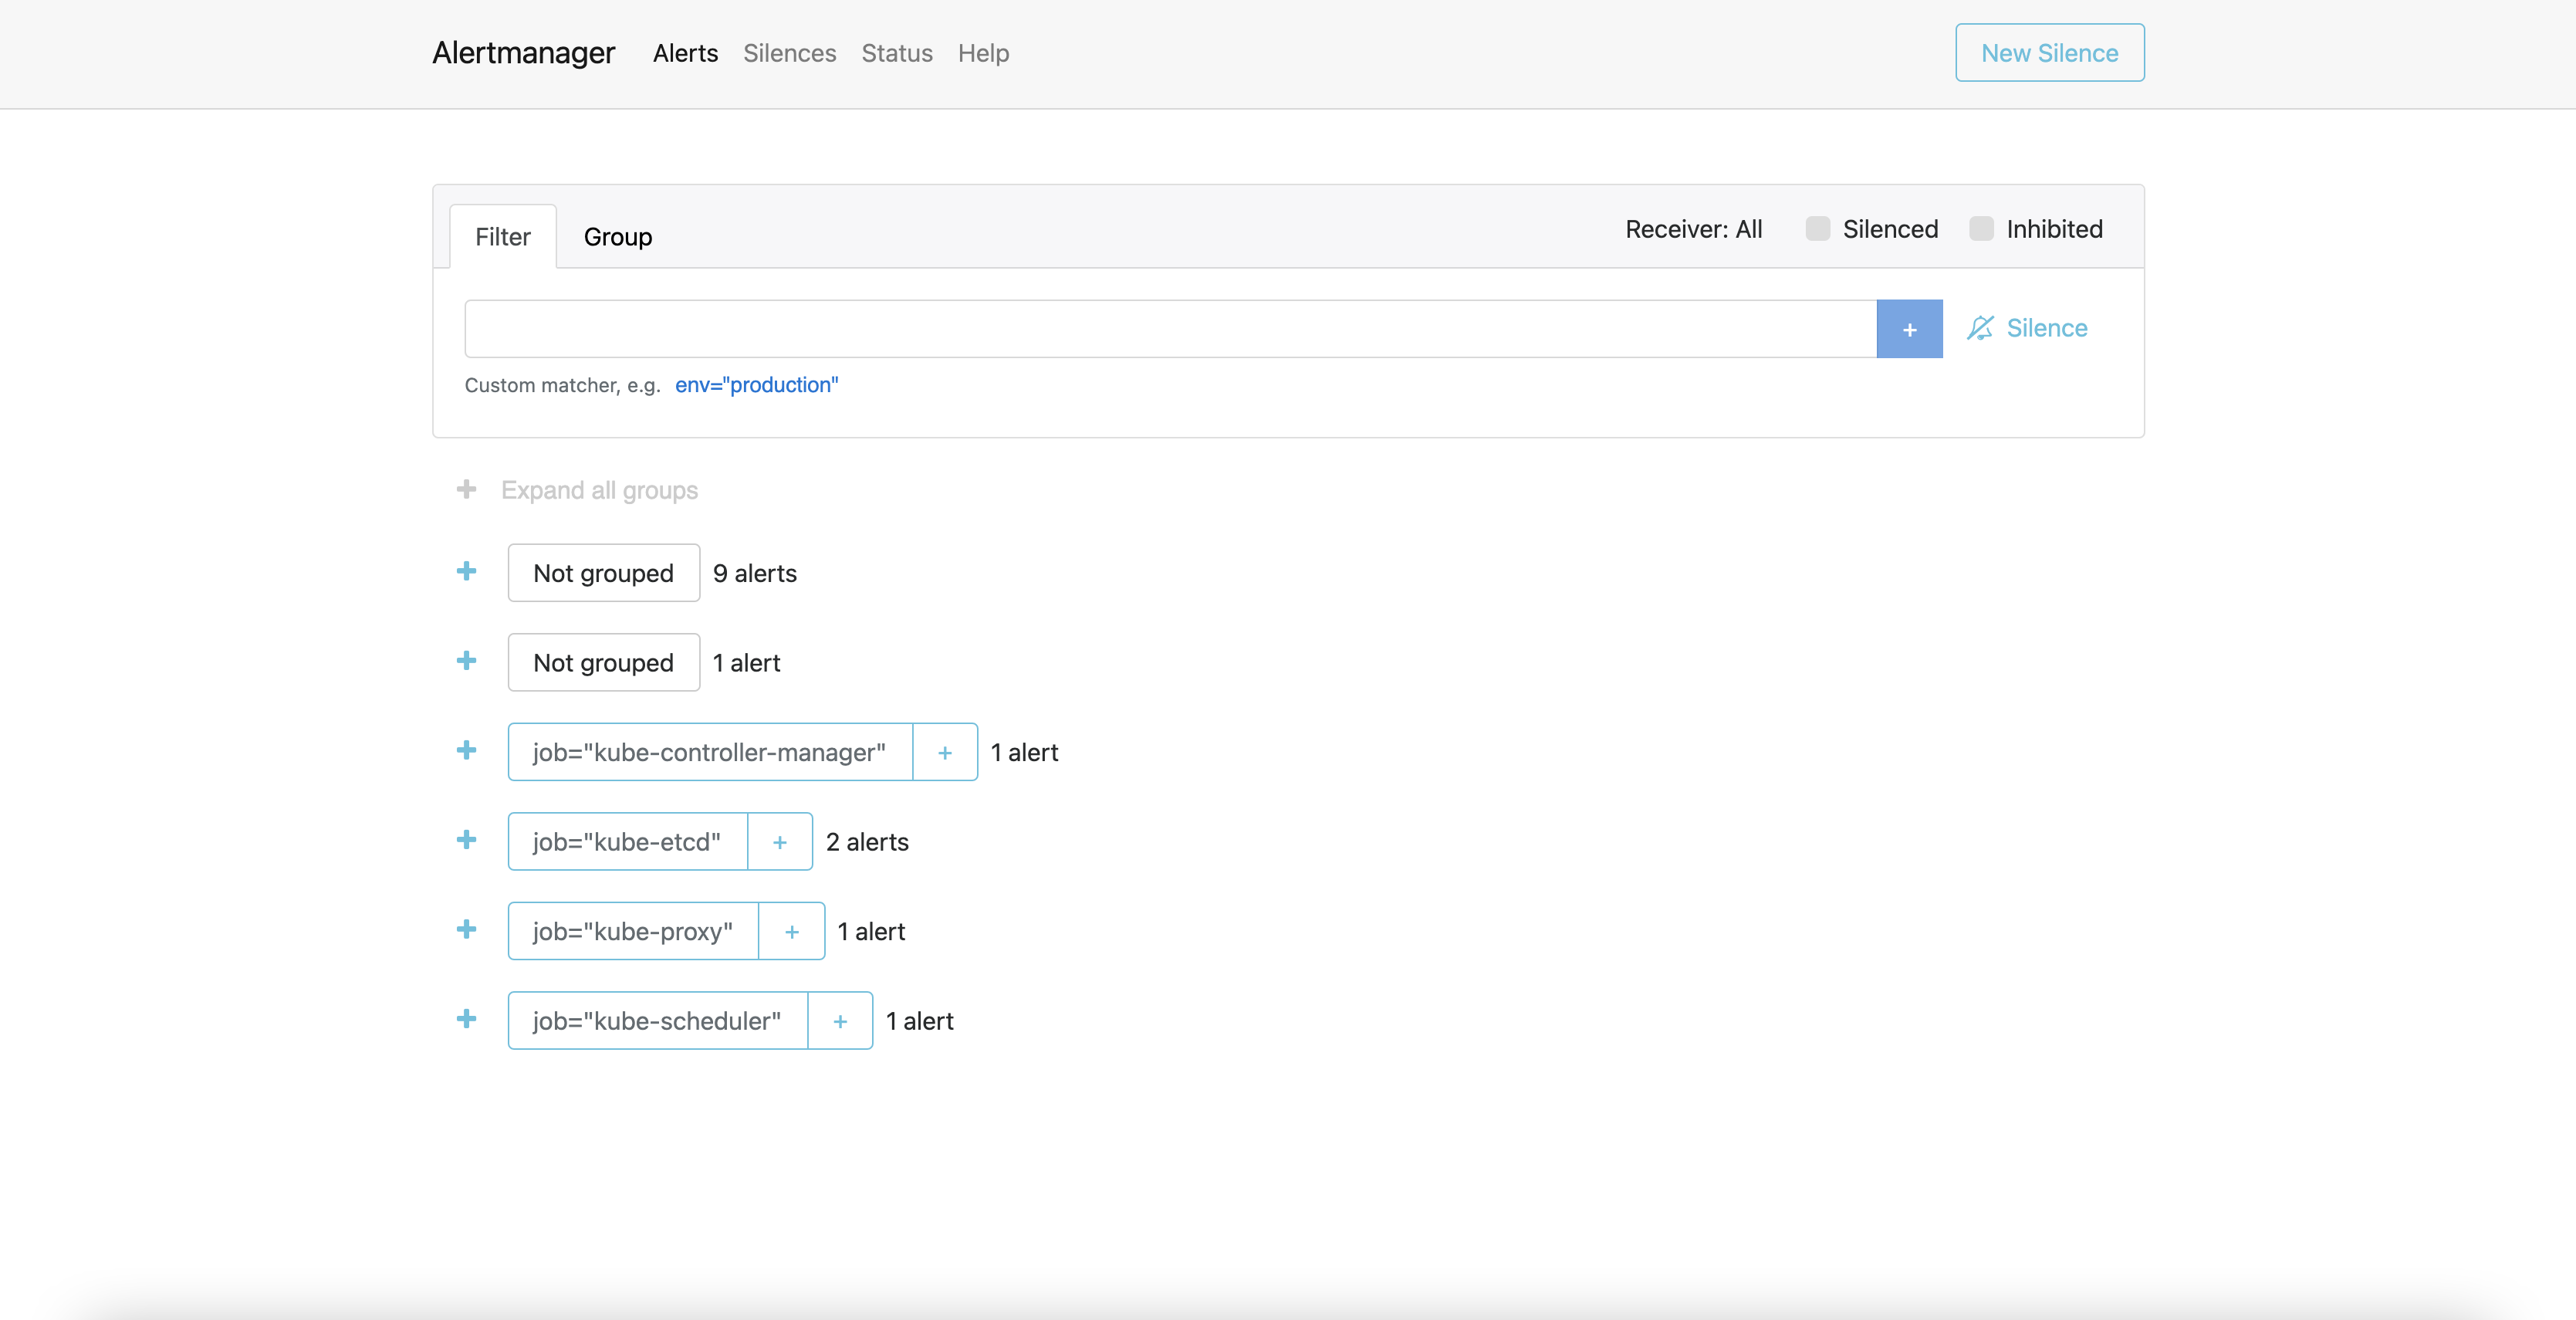 Alertmanager Alerts Silences Status Help New Silence
Filter Group Receiver: All Silenced Inhibited
+ Silence
Custom matcher, e.g. env="production"
+ Expand all groups
+ Not grouped 9 alerts
+ Not grouped 1 alert
+ job="kube-controller-manager" + 1 alert
+ job="kube-etcd" + 2 alerts
+ job="kube-proxy" + 1 alert
+ job="kube-scheduler" + 1 alert